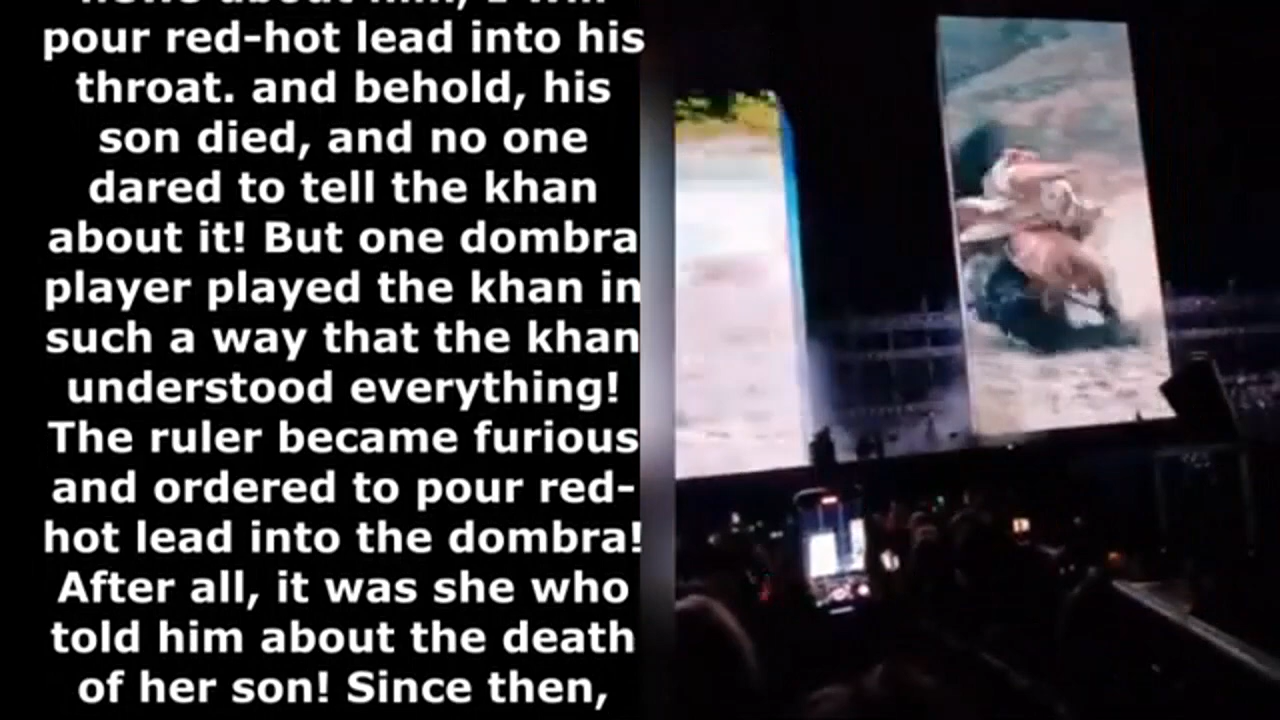 pour red-hot lead into his
throat. and behold, his
son died, and no one
dared to tell the khan
about it! But one dombra
player played the khan in
such a way that the khan
understood everything!
The ruler became furious
and ordered to pour red-
hot lead into the dombra!
After all, it was she who
told him about the death
of her son! Since then,